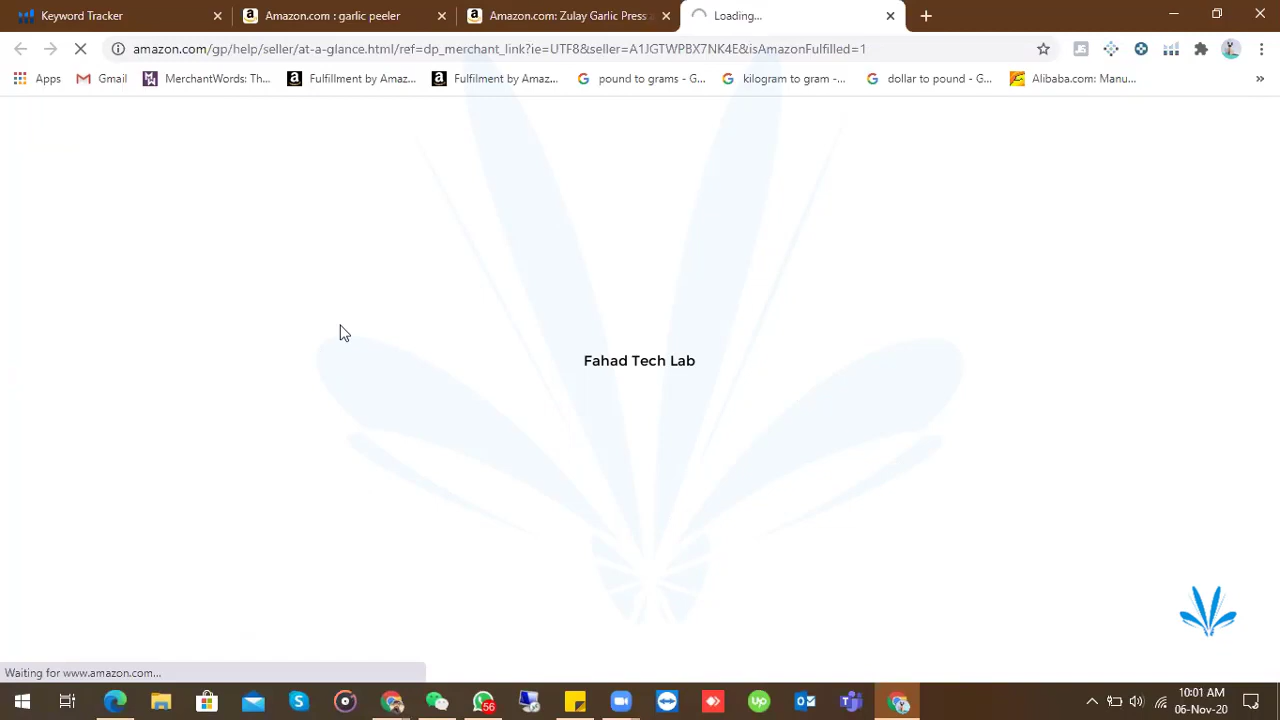 Keyword Tracker
Amazon.com : garlic peeler
Amazon.com: Zulay Garlic Press a
Loading...
amazon.com/gp/help/seller/at-a-glance.html/ref=dp_merchant_link?ie=UTF8&seller=A1JGTWPBX7NK4E&isAmazonFulfilled=1
Apps
Gmail
MerchantWords: Th...
Fulfillment by Amaz...
Fulfilment by Amaz...
pound to grams - G...
kilogram to gram -...
dollar to pound - G...
Alibaba.com: Manu...
Fahad Tech Lab
Waiting for www.amazon.com...
56
10:01 AM
06-Nov-20